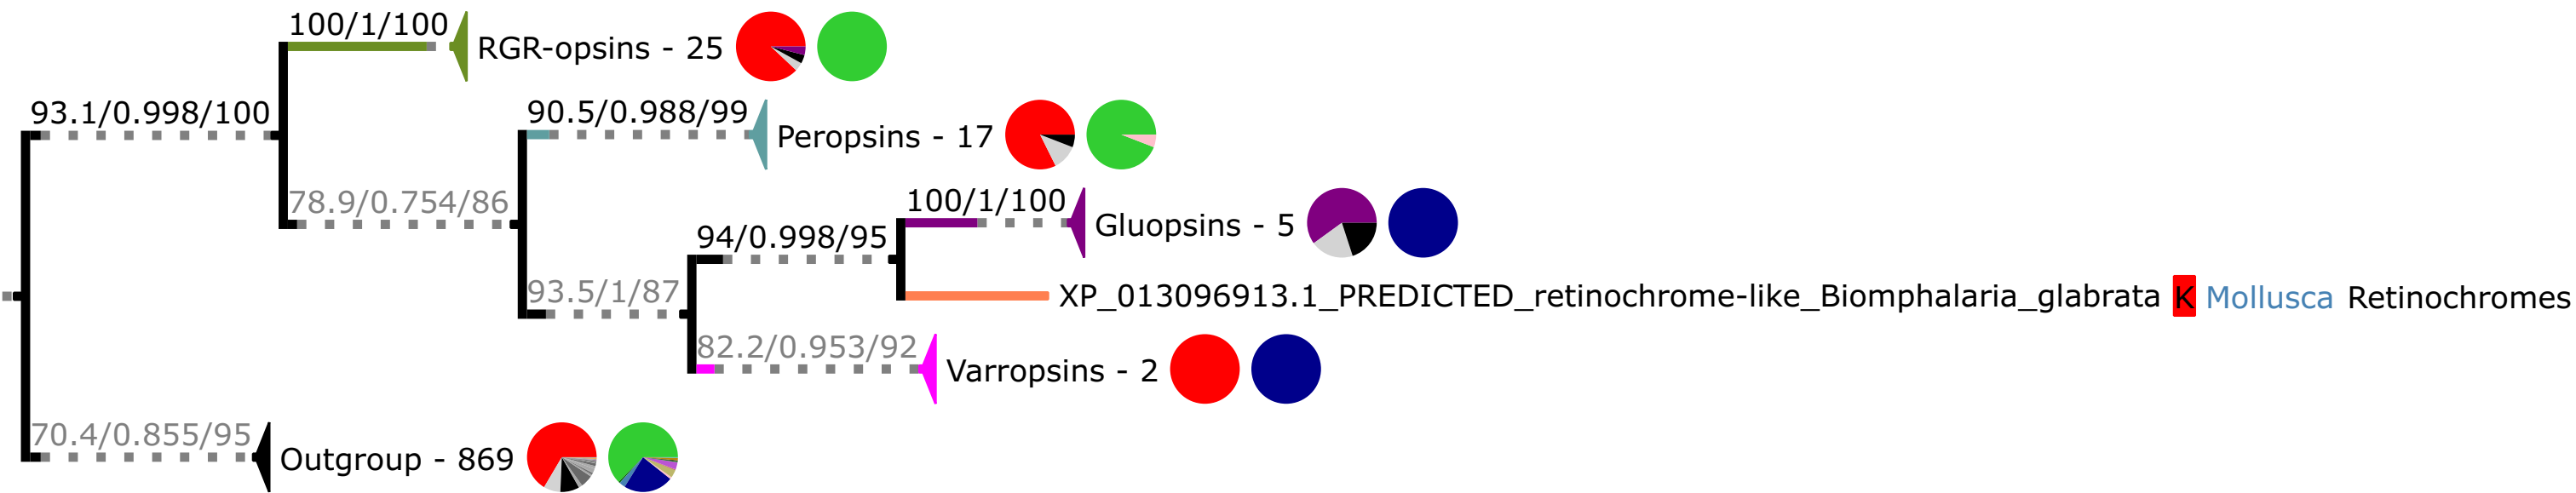 100/1/100
RGR-opsins - 25
93.1/0.998/100
90.5/0.988/99
Peropsins - 17
78.9/0.754/86
100/1/100
Gluopsins - 5
94/0.998/95
93.5/1/87
XP_013096913.1_PREDICTED_retinochrome-like_Biomphalaria_glabrata K Mollusca Retinochromes
82.2/0.953/92
Varropsins - 2
70.4/0.855/95
Outgroup - 869